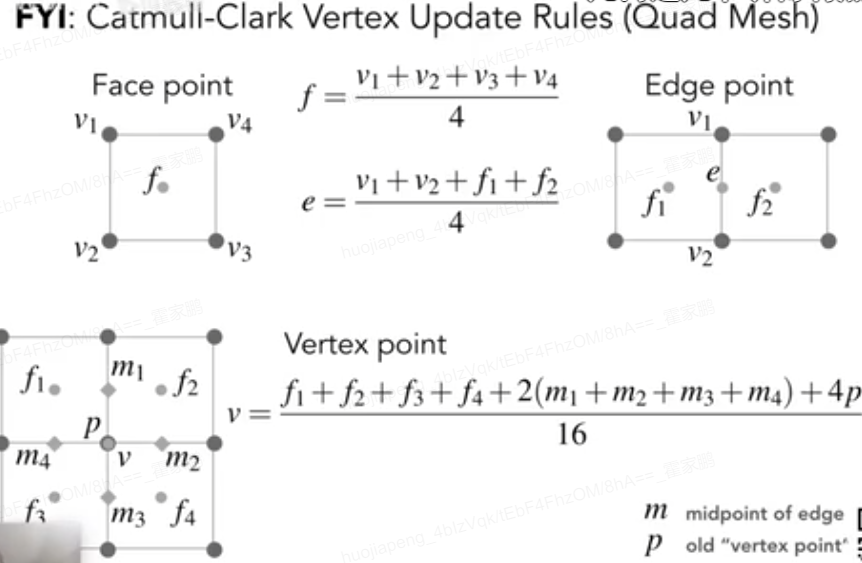 FYI: Catmull-Clark Vertex Update Rules (Quad Mesh)
Face point
v1
v4
f
v2
v3
f = (v1 + v2 + v3 + v4) / 4
e = (v1 + v2 + f1 + f2) / 4
Edge point
v1
e
f1
f2
v2
f1
m1
f2
p
m4
v
m2
f3
m3
f4
Vertex point
v = (f1 + f2 + f3 + f4 + 2(m1 + m2 + m3 + m4) + 4p) / 16
m midpoint of edge
p old "vertex point"